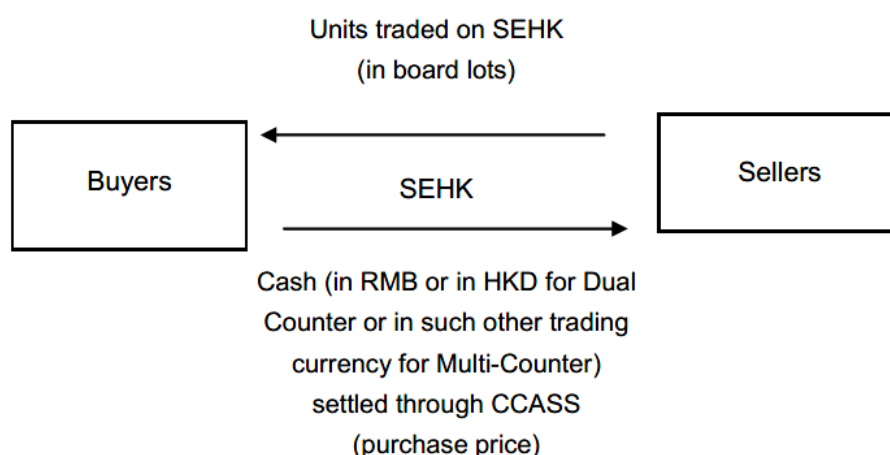 Units traded on SEHK
(in board lots)
Buyers
SEHK
Sellers
Cash (in RMB or in HKD for Dual
Counter or in such other trading
currency for Multi-Counter)
settled through CCASS
(purchase price)